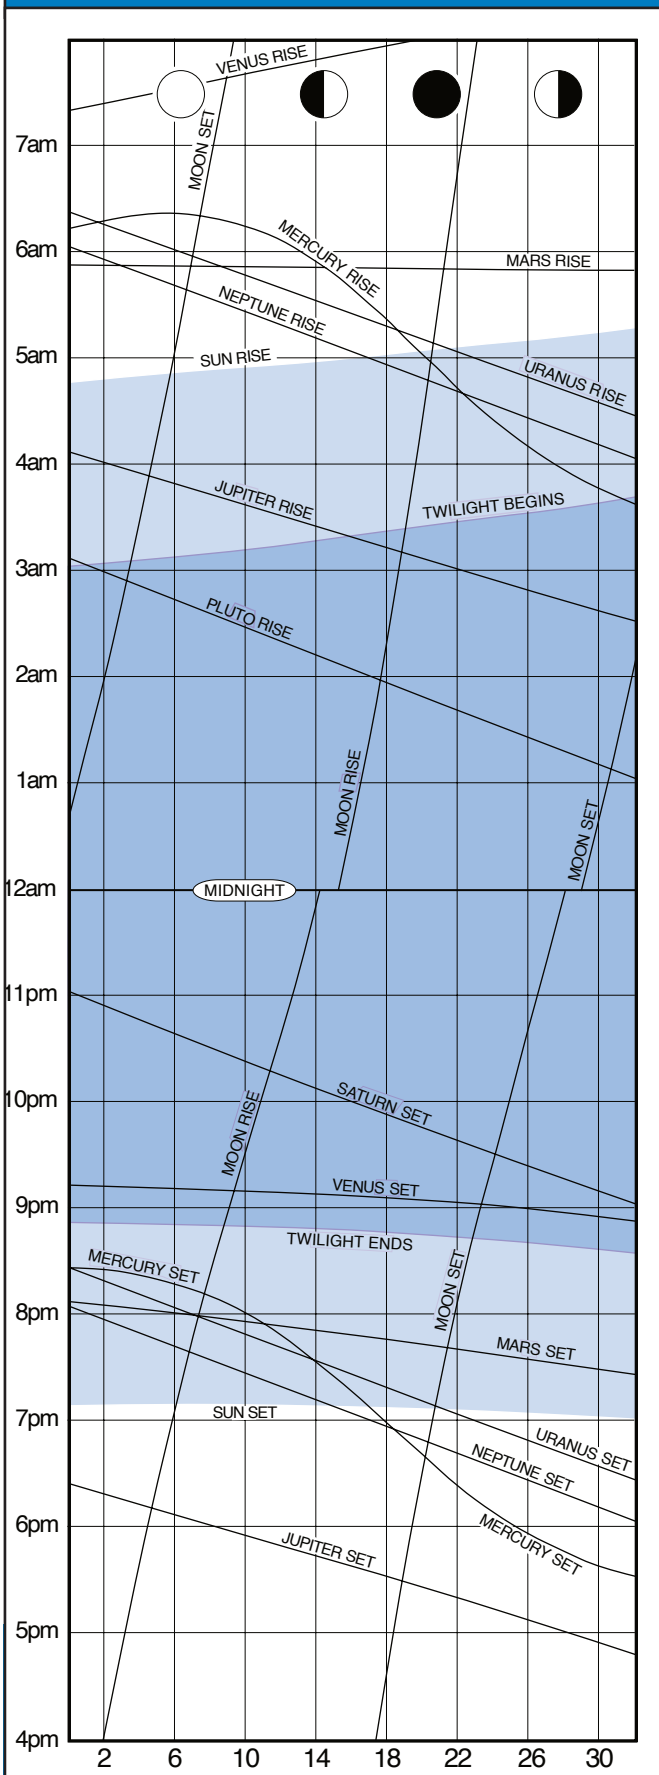 VENUS RISE
MOON SET
7am
MERCURY RISE
6am
MARS RISE
NEPTUNE RISE
SUN RISE
5am
URANUS RISE
4am
JUPITER RISE
TWILIGHT BEGINS
3am
PLUTO RISE
2am
MOON RISE
1am
MOON SET
12am
MIDNIGHT
11pm
SATURN SET
10pm
MOON RISE
VENUS SET
9pm
TWILIGHT ENDS
MERCURY SET
MOON SET
8pm
MARS SET
7pm
SUN SET
URANUS SET
NEPTUNE SET
6pm
MERCURY SET
JUPITER SET
5pm
4pm
2 6 10 14 18 22 26 30